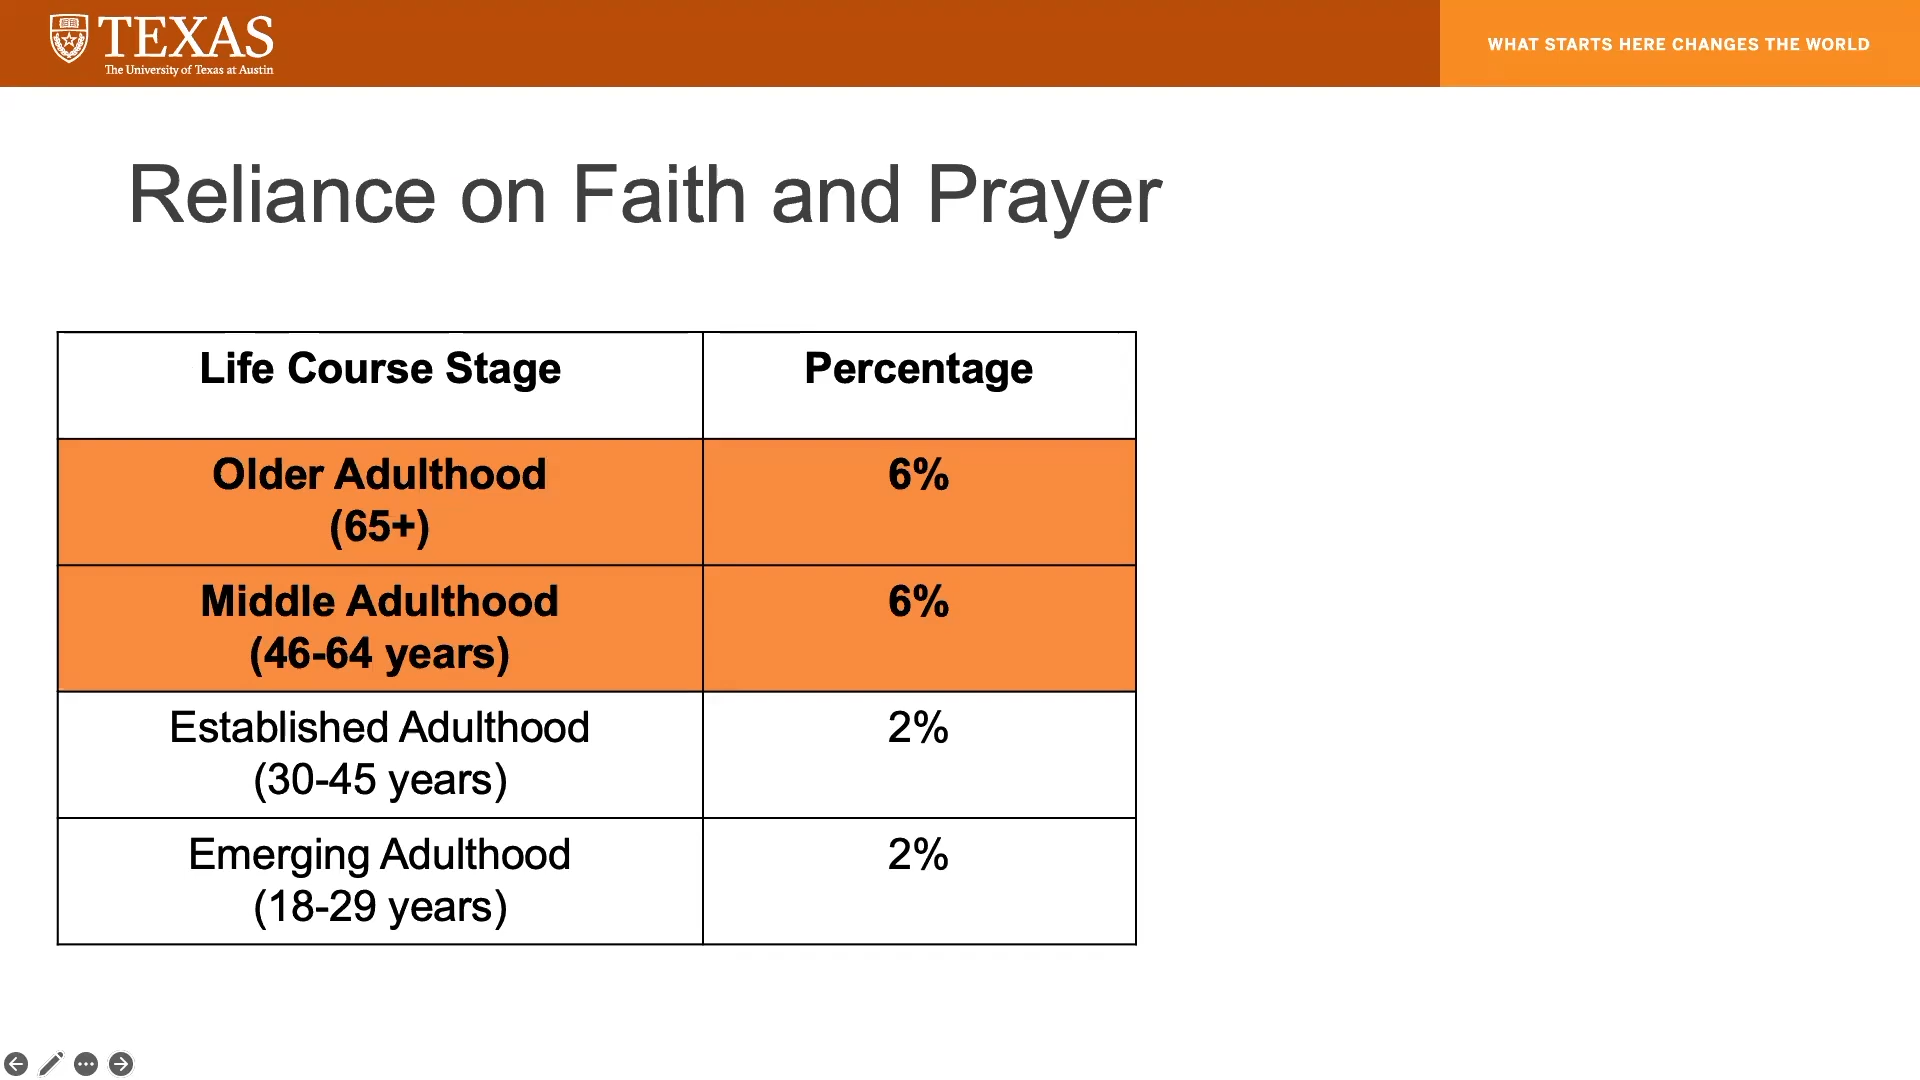 TEXAS
The University of Texas at Austin
WHAT STARTS HERE CHANGES THE WORLD
Reliance on Faith and Prayer
Life Course Stage
Percentage
Older Adulthood
(65+)
6%
Middle Adulthood
(46-64 years)
6%
Established Adulthood
(30-45 years)
2%
Emerging Adulthood
(18-29 years)
2%